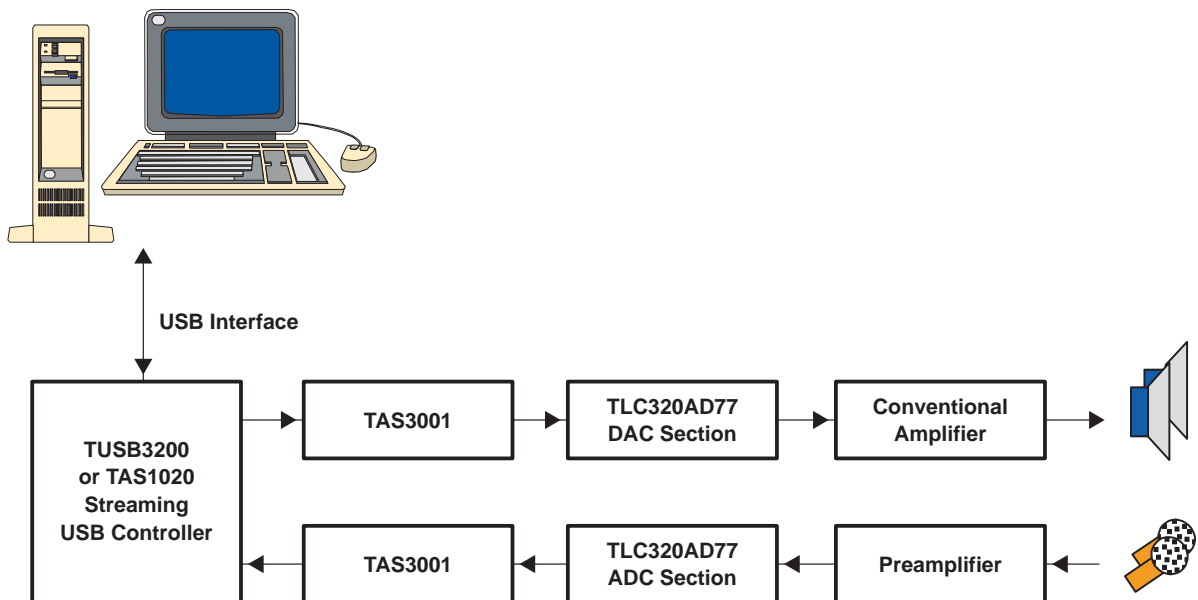 USB Interface
TUSB3200
or TAS1020
Streaming
USB Controller
TAS3001
TLC320AD77
DAC Section
Conventional
Amplifier
TAS3001
TLC320AD77
ADC Section
Preamplifier